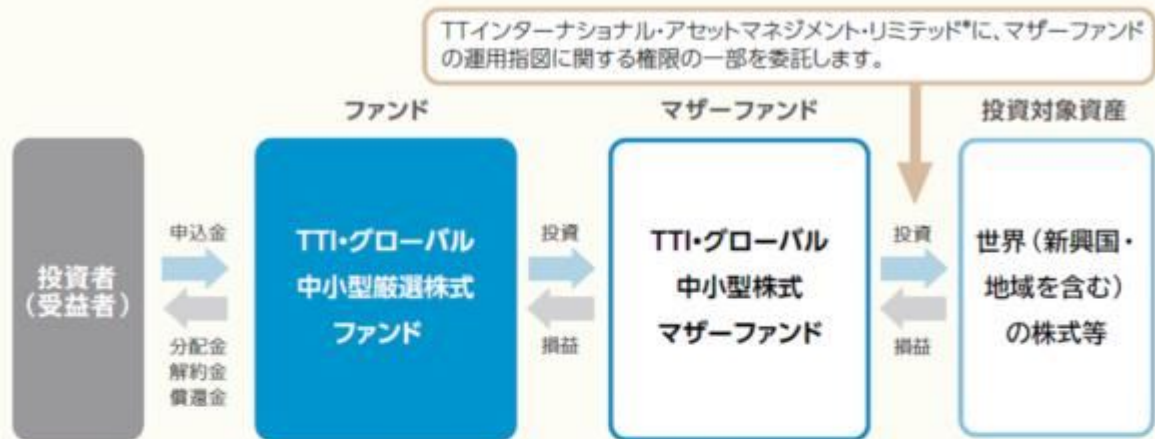 TTインターナショナル・アセットマネジメント・リミテッド*に、マザーファンド
の運用指図に関する権限の一部を委託します。
ファンド
マザーファンド
投資対象資産
投資者
(受益者)
申込金
分配金
解約金
償還金
TTI・グローバル
中小型厳選株式
ファンド
投資
損益
TTI・グローバル
中小型株式
マザーファンド
投資
損益
世界(新興国・
地域を含む)
の株式等